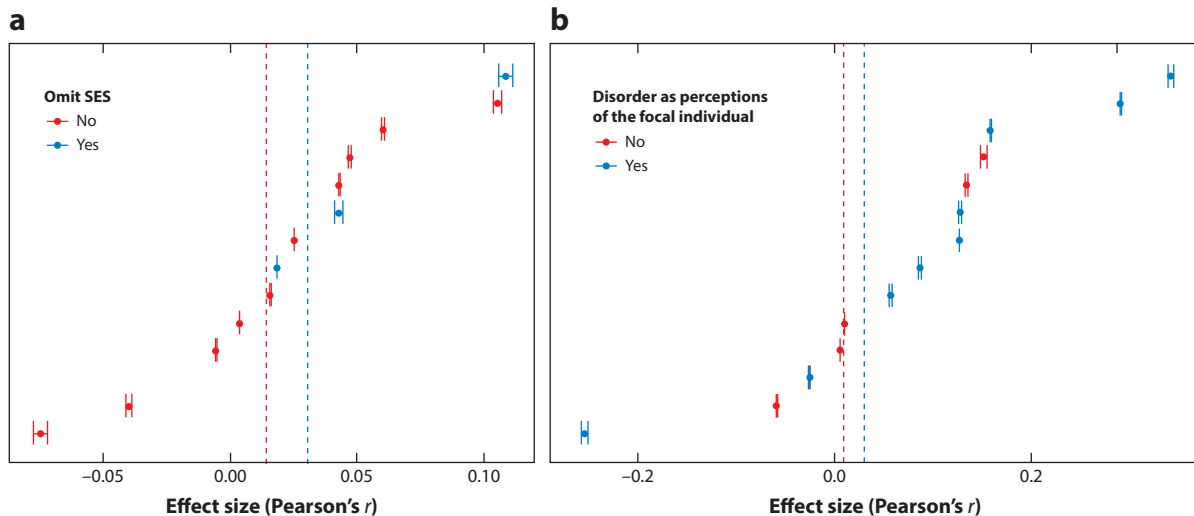 a
Omit SES
No
Yes
−0.05
0.00
0.05
0.10
Effect size (Pearson's r)
b
Disorder as perceptions
of the focal individual
No
Yes
−0.2
0.0
0.2
Effect size (Pearson's r)